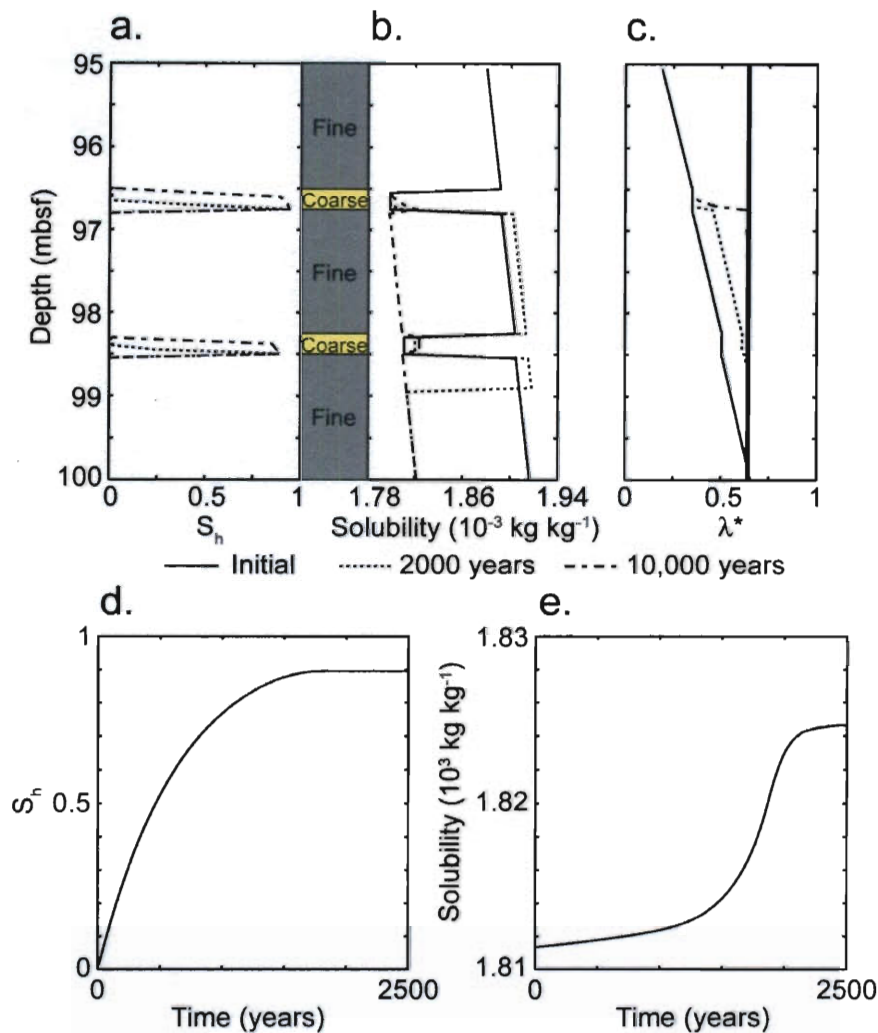 a.
b.
c.
95
96
97
98
99
100
Depth (mbsf)
Fine
Coarse
Fine
Coarse
Fine
0
0.5
1
S_h
1.78
1.86
1.94
Solubility (10⁻³ kg kg⁻¹)
0
0.5
1
λ*
Initial
2000 years
10,000 years
d.
e.
1
0.5
0
S_h
0
2500
Time (years)
1.83
1.82
1.81
Solubility (10³ kg kg⁻¹)
0
2500
Time (years)